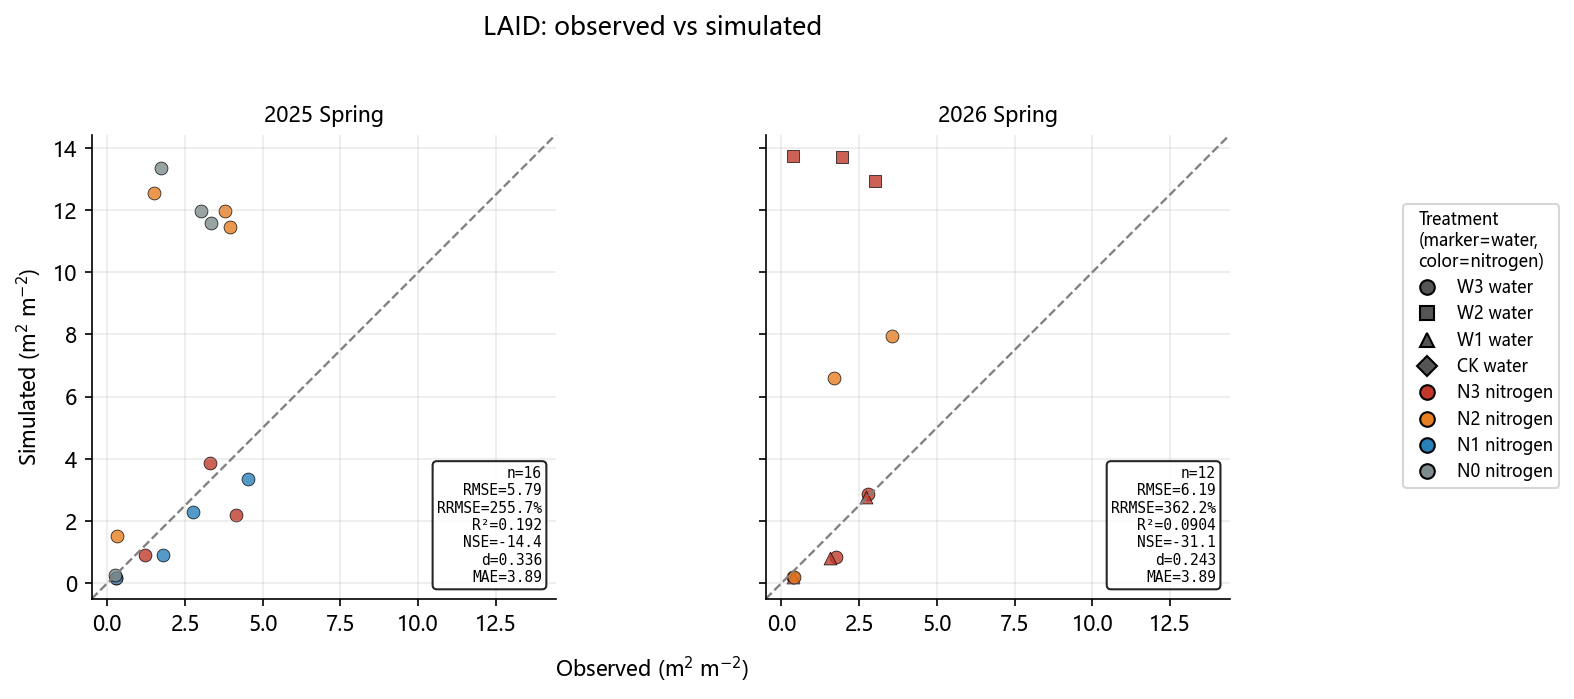 LAID: observed vs simulated
2025 Spring
Simulated (m² m⁻²)
14
12
10
8
6
4
2
0
0.0 2.5 5.0 7.5 10.0 12.5
n=16
RMSE=5.79
RRMSE=255.7%
R²=0.192
NSE=-14.4
d=0.336
MAE=3.89
2026 Spring
0.0 2.5 5.0 7.5 10.0 12.5
n=12
RMSE=6.19
RRMSE=362.2%
R²=0.0904
NSE=-31.1
d=0.243
MAE=3.89
Observed (m² m⁻²)
Treatment
(marker=water,
color=nitrogen)
W3 water
W2 water
W1 water
CK water
N3 nitrogen
N2 nitrogen
N1 nitrogen
N0 nitrogen